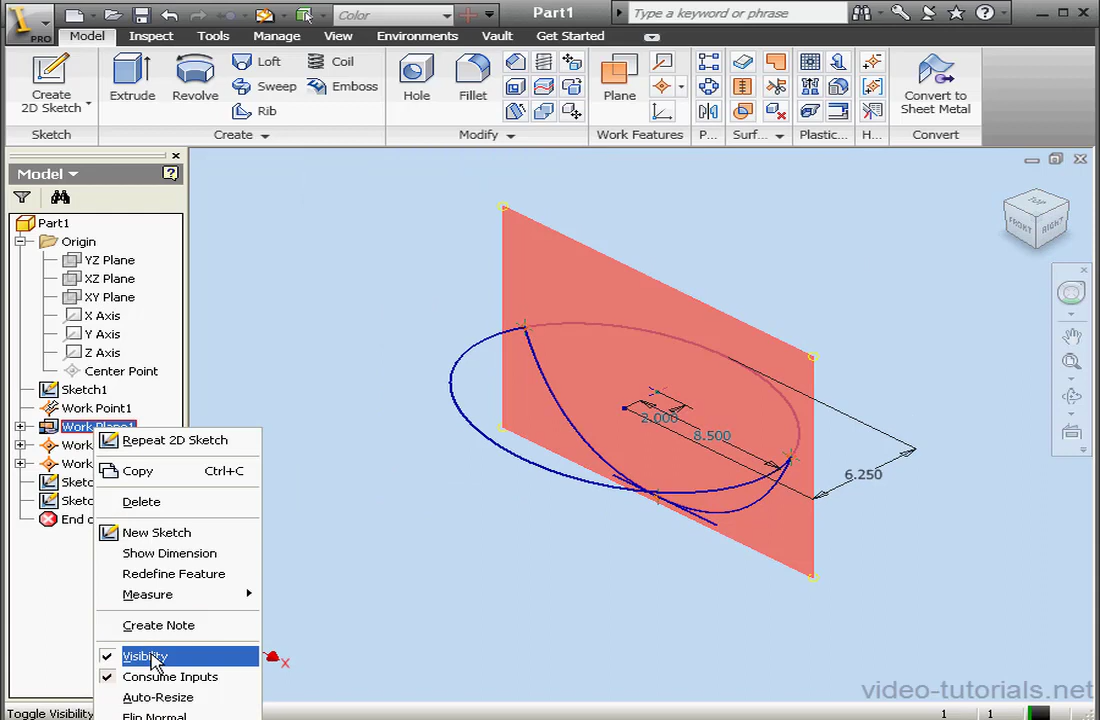 PRO
Color
Part1
Type a keyword or phrase
Model
Inspect
Tools
Manage
View
Environments
Vault
Get Started
Create
2D Sketch
Extrude
Revolve
Loft
Sweep
Rib
Coil
Emboss
Hole
Fillet
Plane
Convert to
Sheet Metal
Sketch
Create
Modify
Work Features
P...
Surf...
Plastic...
H...
Convert
Model
Part1
Origin
YZ Plane
XZ Plane
XY Plane
X Axis
Y Axis
Z Axis
Center Point
Sketch1
Work Point1
Work Plane1
Work
Work
Sketc
Sketc
End o
Repeat 2D Sketch
Copy Ctrl+C
Delete
New Sketch
Show Dimension
Redefine Feature
Measure
Create Note
Visibility
Consume Inputs
Auto-Resize
Flip Normal
TOP
FRONT
RIGHT
2.000
8.500
6.250
X
video-tutorials.net
Toggle Visibility
1
1